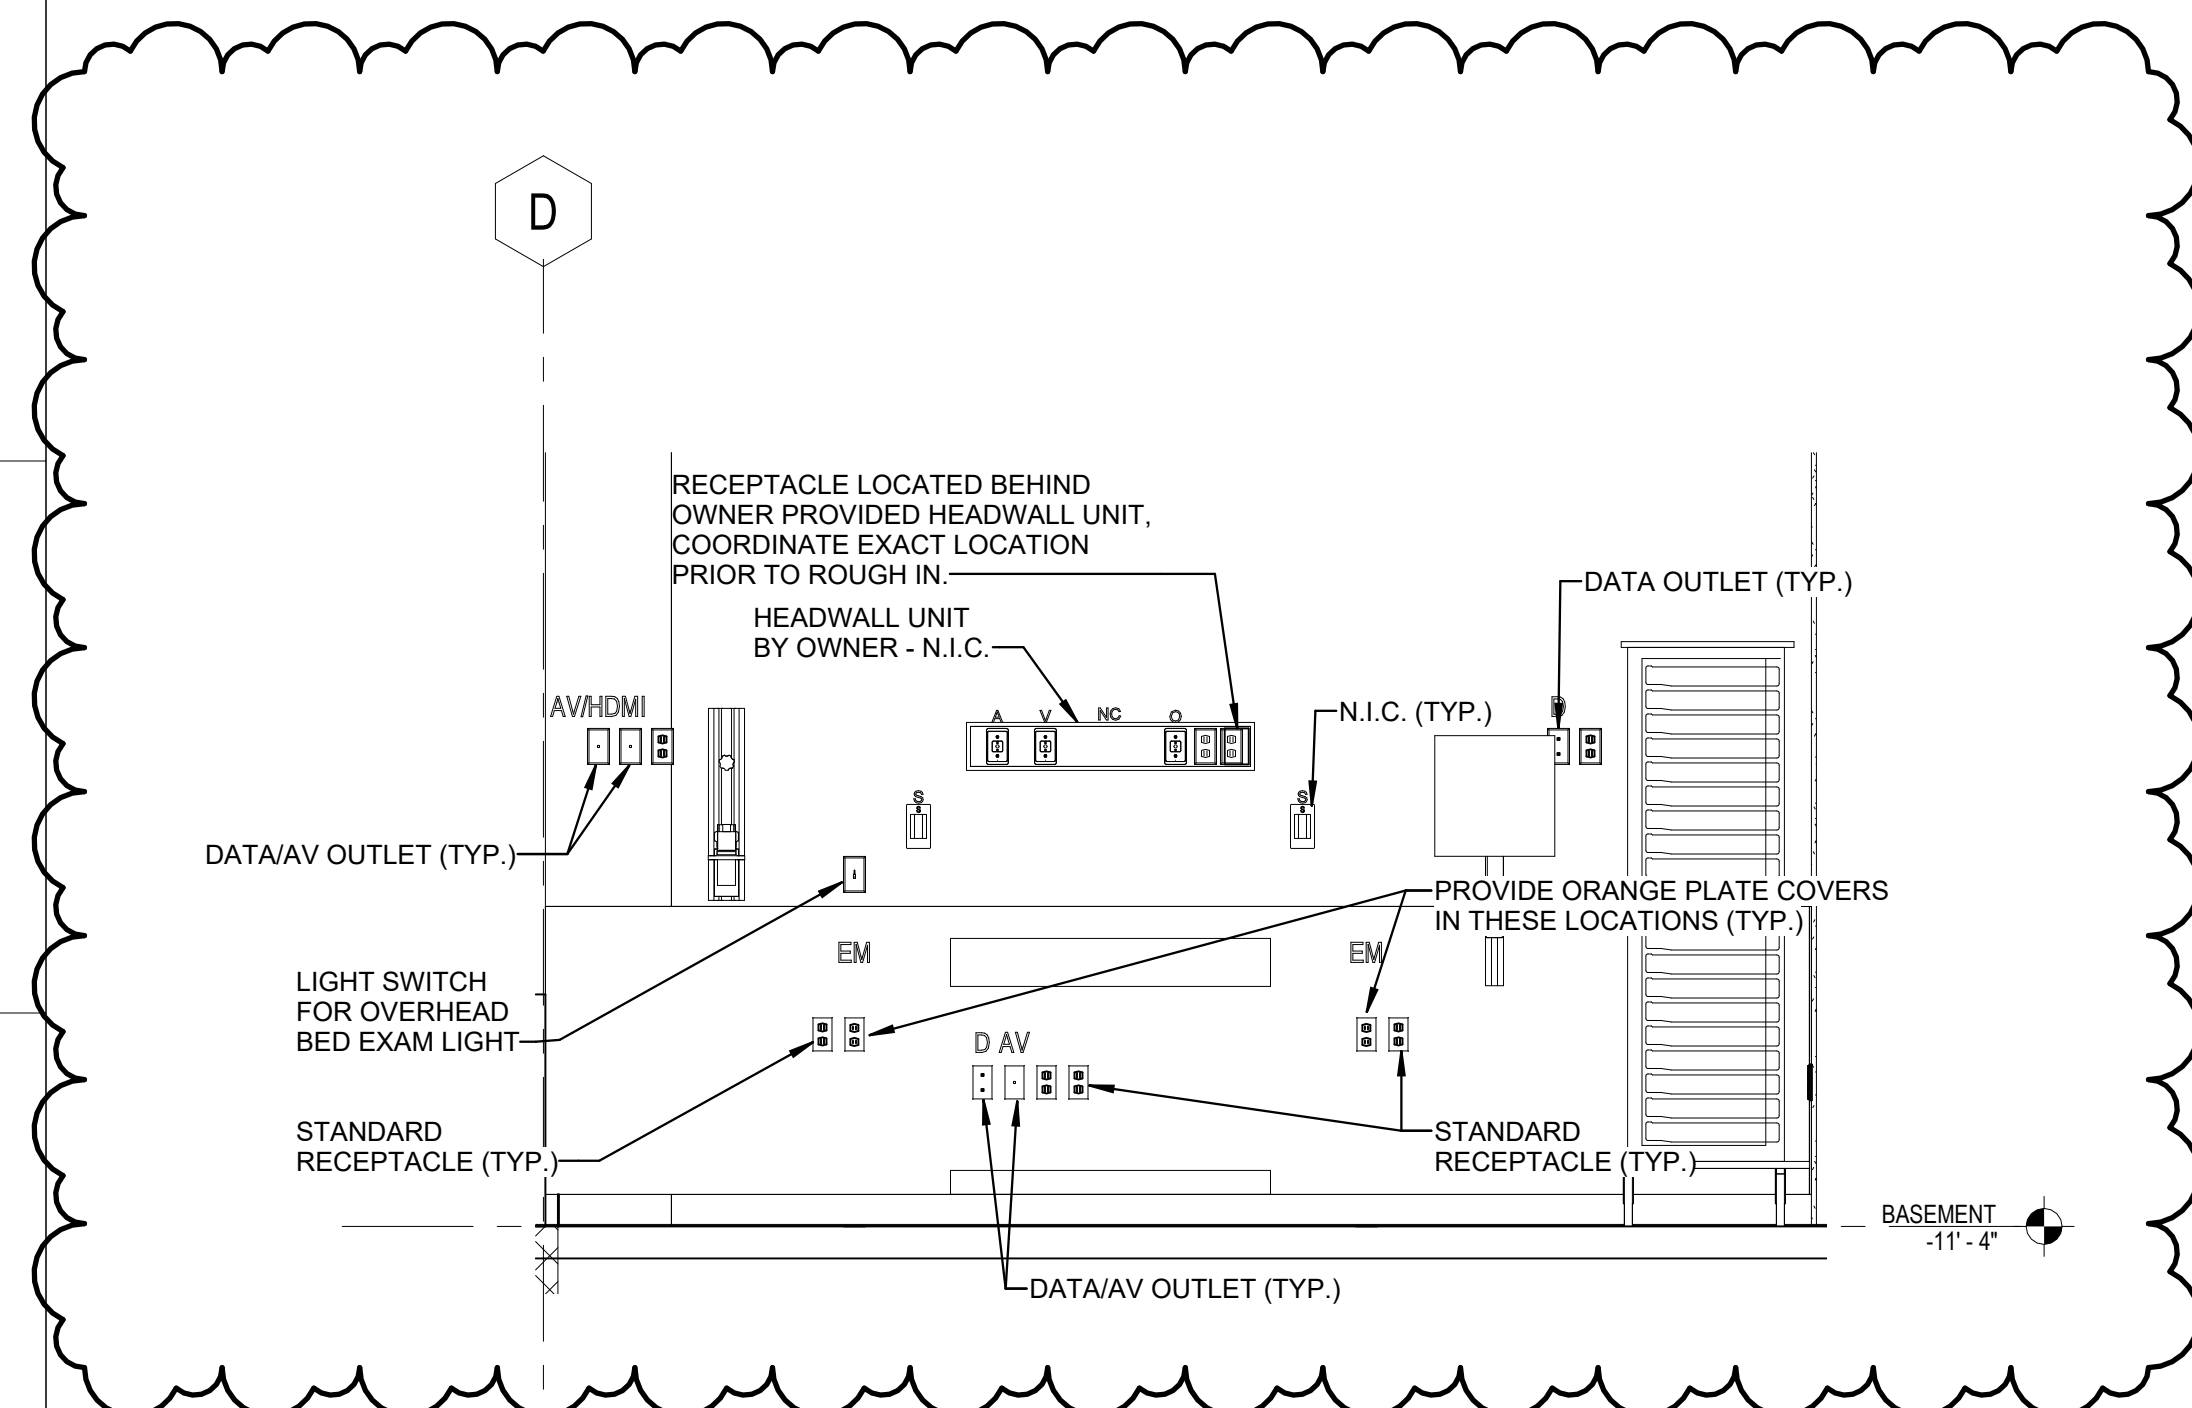 D
RECEPTACLE LOCATED BEHIND
OWNER PROVIDED HEADWALL UNIT,
COORDINATE EXACT LOCATION
PRIOR TO ROUGH IN.
DATA OUTLET (TYP.)
HEADWALL UNIT
BY OWNER - N.I.C.
AV/HDMI
A V NC O
N.I.C. (TYP.)
D
S
S
S
S
DATA/AV OUTLET (TYP.)
PROVIDE ORANGE PLATE COVERS
IN THESE LOCATIONS (TYP.)
EM
EM
LIGHT SWITCH
FOR OVERHEAD
BED EXAM LIGHT
D AV
STANDARD
RECEPTACLE (TYP.)
STANDARD
RECEPTACLE (TYP.)
BASEMENT
-11' - 4"
DATA/AV OUTLET (TYP.)